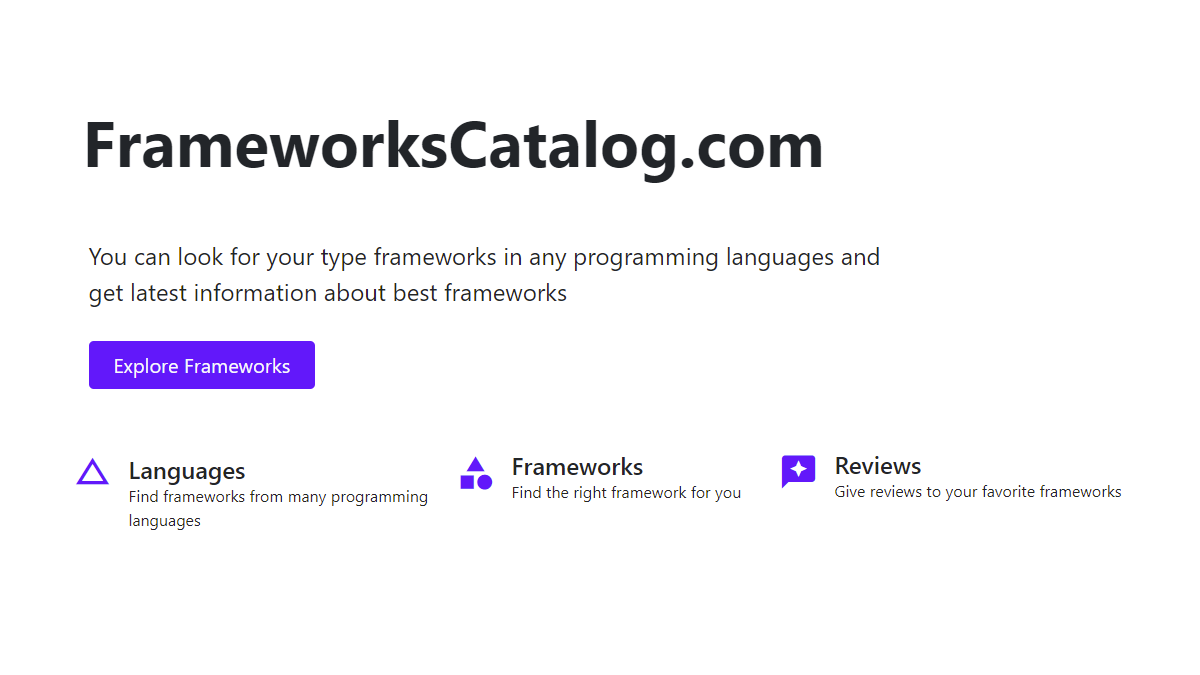 FrameworksCatalog.com
You can look for your type frameworks in any programming languages and
get latest information about best frameworks
Explore Frameworks
Languages
Find frameworks from many programming
languages
Frameworks
Find the right framework for you
Reviews
Give reviews to your favorite frameworks